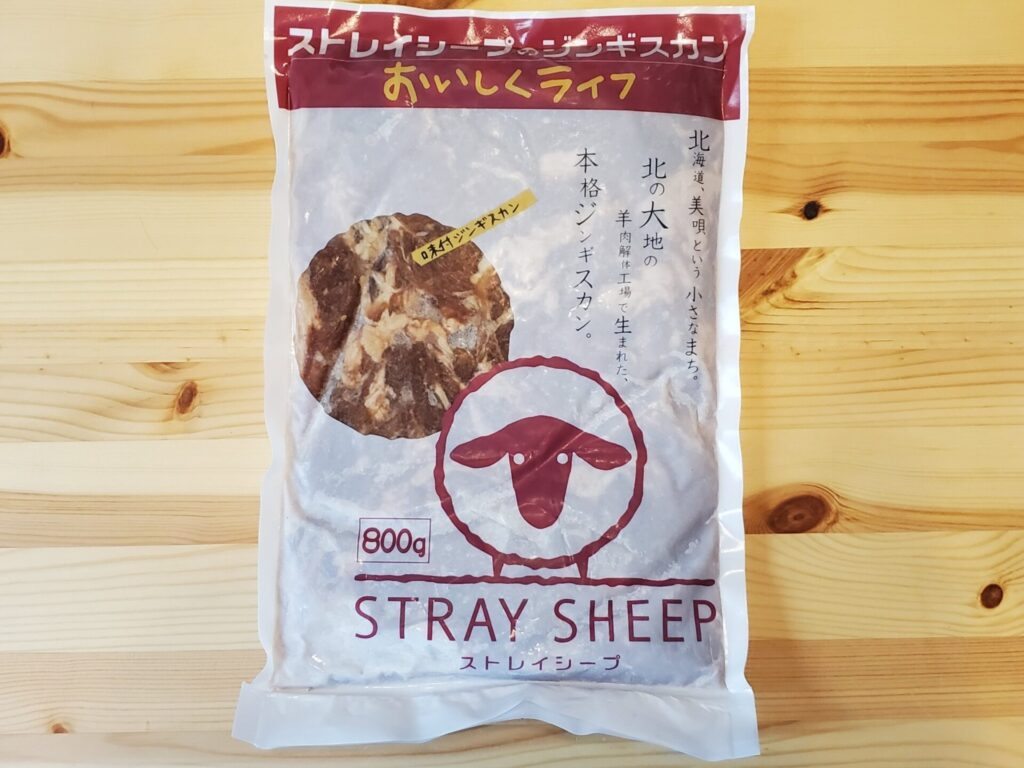 ストレイシープのジンギスカン
おいしくライフ
北海道、美唄という小さなまち。
北の大地の
羊肉解体工場で生まれた、
本格ジンギスカン。
味付ジンギスカン
800g
STRAY SHEEP
ストレイシープ